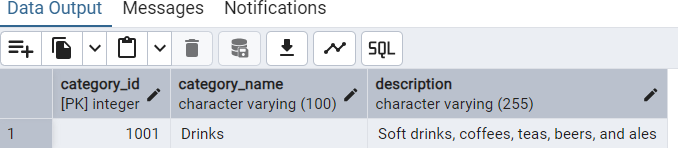 Data Output Messages Notifications
SQL
category_id category_name description
[PK] integer character varying (100) character varying (255)
1 1001 Drinks Soft drinks, coffees, teas, beers, and ales